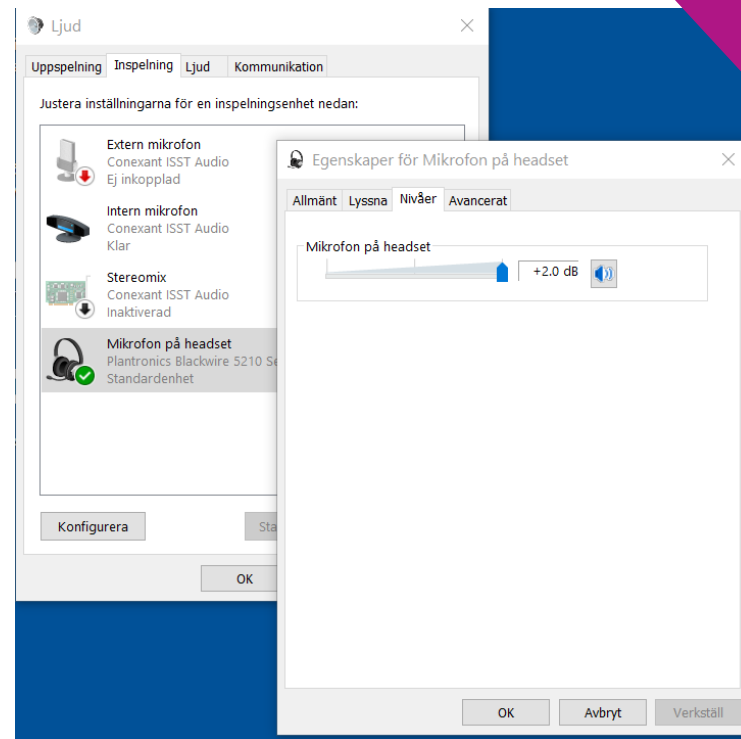 Ljud
Uppspelning Inspelning Ljud Kommunikation
Justera inställningarna för en inspelningsenhet nedan:
Extern mikrofon
Conexant ISST Audio
Ej inkopplad
Intern mikrofon
Conexant ISST Audio
Klar
Stereomix
Conexant ISST Audio
Inaktiverad
Mikrofon på headset
Plantronics Blackwire 5210 Se
Standardenhet
Konfigurera
Sta
OK
Egenskaper för Mikrofon på headset
Allmänt Lyssna Nivåer Avancerat
Mikrofon på headset
+2.0 dB
OK Avbryt Verkställ